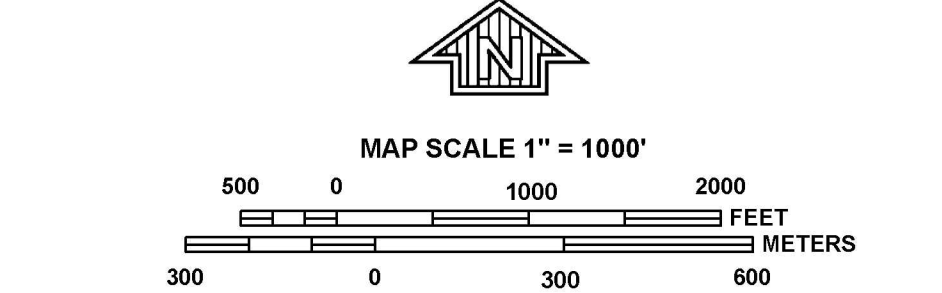 N
MAP SCALE 1" = 1000'
500 0 1000 2000
FEET
METERS
300 0 300 600